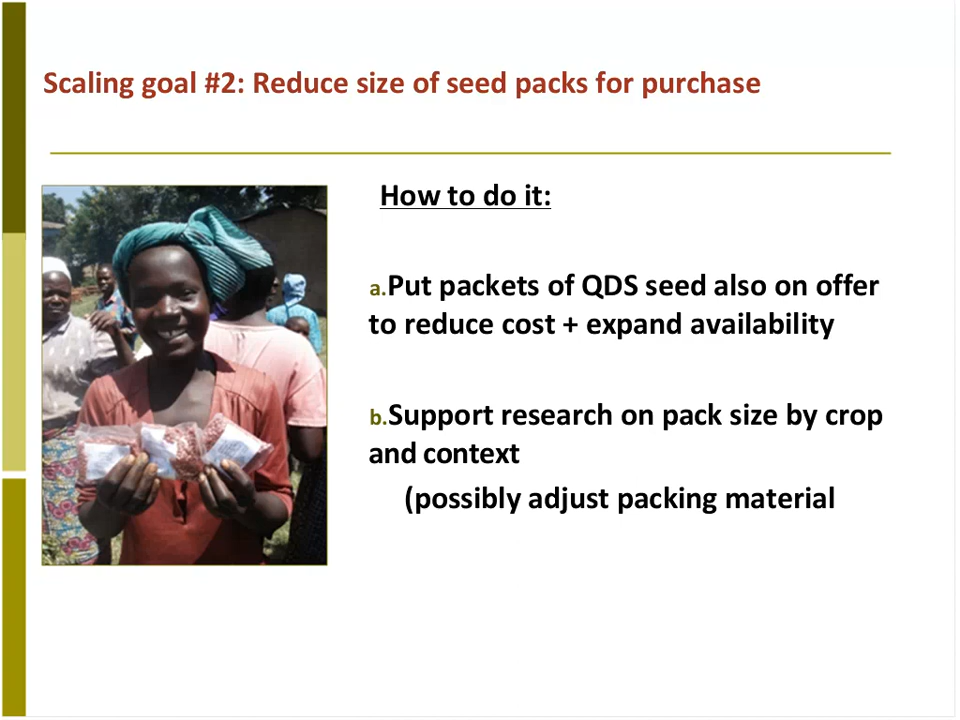 Scaling goal #2: Reduce size of seed packs for purchase
How to do it:
a.Put packets of QDS seed also on offer
to reduce cost + expand availability
b.Support research on pack size by crop
and context
(possibly adjust packing material